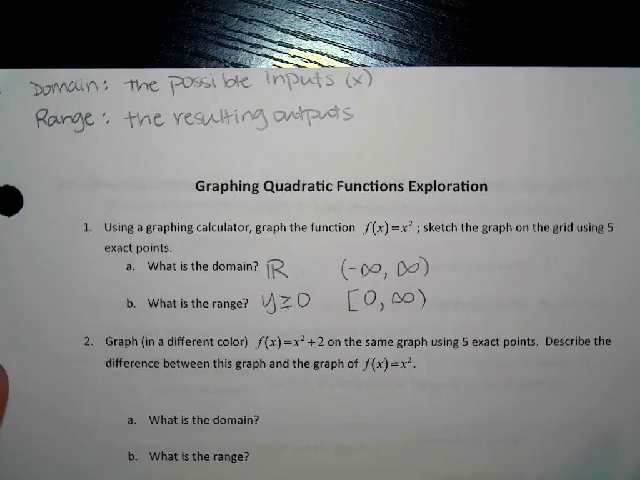 Domain: the possible inputs (x)
Range: the resulting outputs
Graphing Quadratic Functions Exploration
1. Using a graphing calculator, graph the function f(x)=x² ; sketch the graph on the grid using 5
exact points.
a. What is the domain? ℝ (-∞, ∞)
b. What is the range? y≥0 [0, ∞)
2. Graph (in a different color) f(x)=x²+2 on the same graph using 5 exact points. Describe the
difference between this graph and the graph of f(x)=x².
a. What is the domain?
b. What is the range?